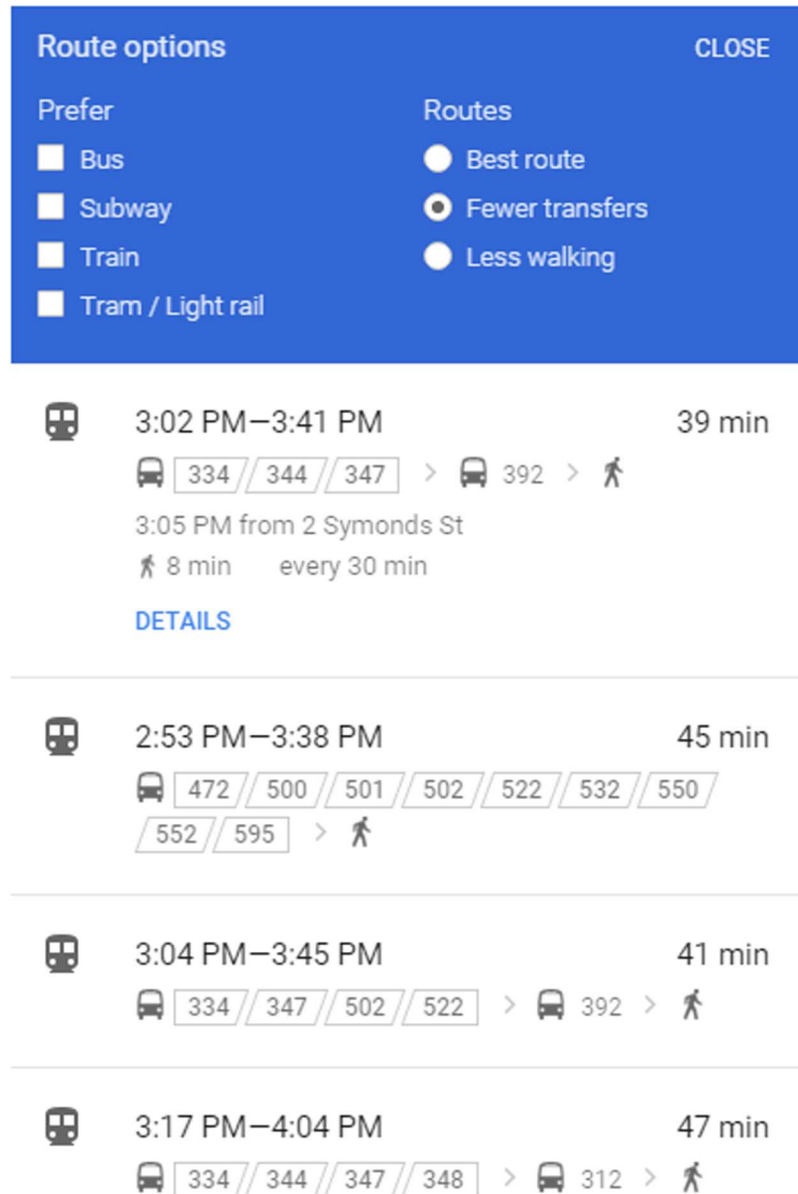 Route options CLOSE
Prefer Routes
Bus Best route
Subway Fewer transfers
Train Less walking
Tram / Light rail
3:02 PM—3:41 PM 39 min
334 344 347 > 392 >
3:05 PM from 2 Symonds St
8 min every 30 min
DETAILS
2:53 PM—3:38 PM 45 min
472 500 501 502 522 532 550
552 595 >
3:04 PM—3:45 PM 41 min
334 347 502 522 > 392 >
3:17 PM—4:04 PM 47 min
334 344 347 348 > 312 >